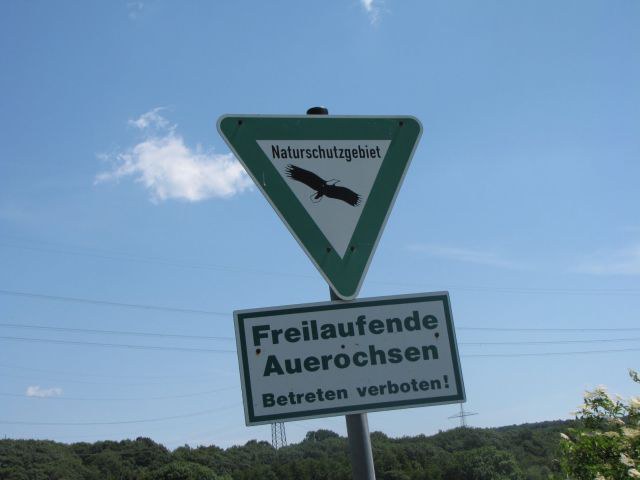 Naturschutzgebiet
Freilaufende
Auerochsen
Betreten verboten!